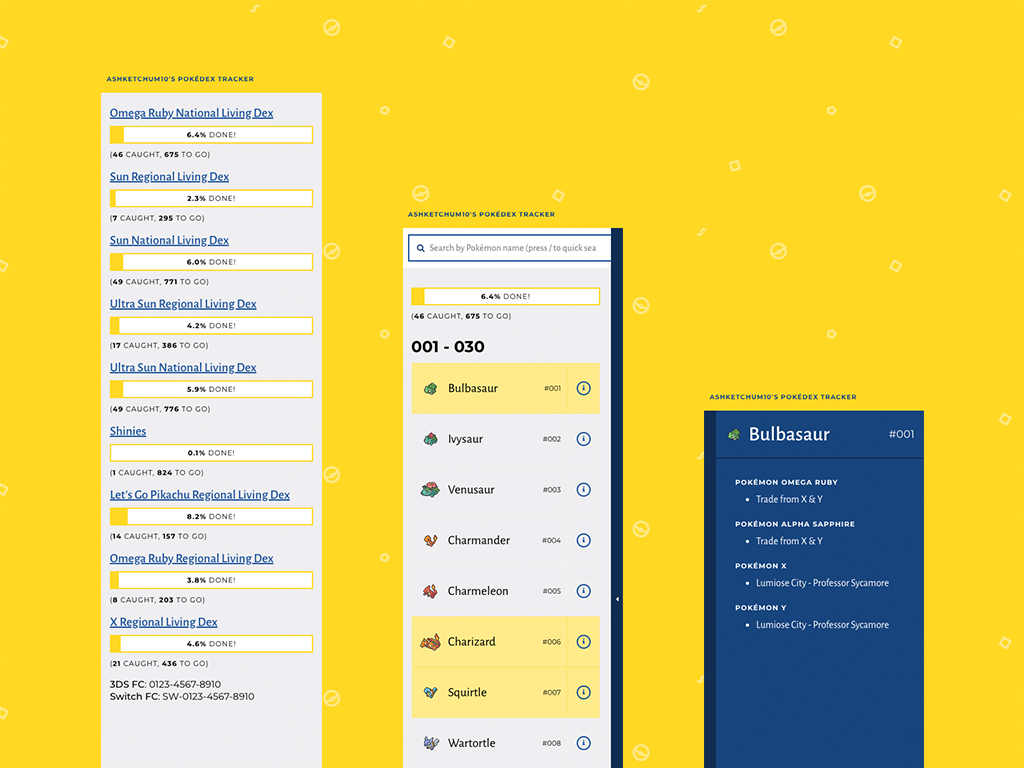 ASHKETCHUM10'S POKÉDEX TRACKER
Omega Ruby National Living Dex
6.4% DONE!
(46 CAUGHT, 675 TO GO)
Sun Regional Living Dex
2.3% DONE!
(7 CAUGHT, 295 TO GO)
Sun National Living Dex
6.0% DONE!
(49 CAUGHT, 771 TO GO)
Ultra Sun Regional Living Dex
4.2% DONE!
(17 CAUGHT, 386 TO GO)
Ultra Sun National Living Dex
5.9% DONE!
(49 CAUGHT, 776 TO GO)
Shinies
0.1% DONE!
(1 CAUGHT, 824 TO GO)
Let's Go Pikachu Regional Living Dex
8.2% DONE!
(14 CAUGHT, 157 TO GO)
Omega Ruby Regional Living Dex
3.8% DONE!
(8 CAUGHT, 203 TO GO)
X Regional Living Dex
4.6% DONE!
(21 CAUGHT, 436 TO GO)
3DS FC: 0123-4567-8910
Switch FC: SW-0123-4567-8910
ASHKETCHUM10'S POKÉDEX TRACKER
Search by Pokémon name (press / to quick sea
6.4% DONE!
(46 CAUGHT, 675 TO GO)
001 - 030
Bulbasaur #001
Ivysaur #002
Venusaur #003
Charmander #004
Charmeleon #005
Charizard #006
Squirtle #007
Wartortle #008
ASHKETCHUM10'S POKÉDEX TRACKER
Bulbasaur #001
POKÉMON OMEGA RUBY
• Trade from X & Y
POKÉMON ALPHA SAPPHIRE
• Trade from X & Y
POKÉMON X
• Lumiose City - Professor Sycamore
POKÉMON Y
• Lumiose City - Professor Sycamore